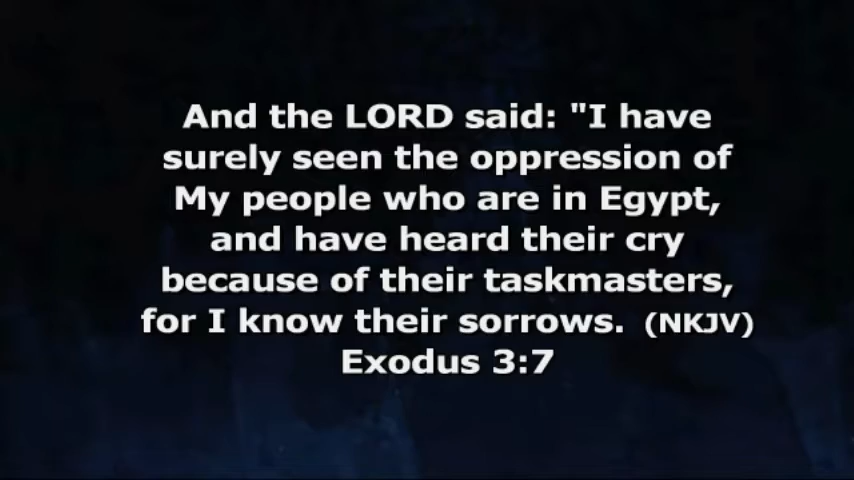 And the LORD said: "I have
surely seen the oppression of
My people who are in Egypt,
and have heard their cry
because of their taskmasters,
for I know their sorrows. (NKJV)
Exodus 3:7